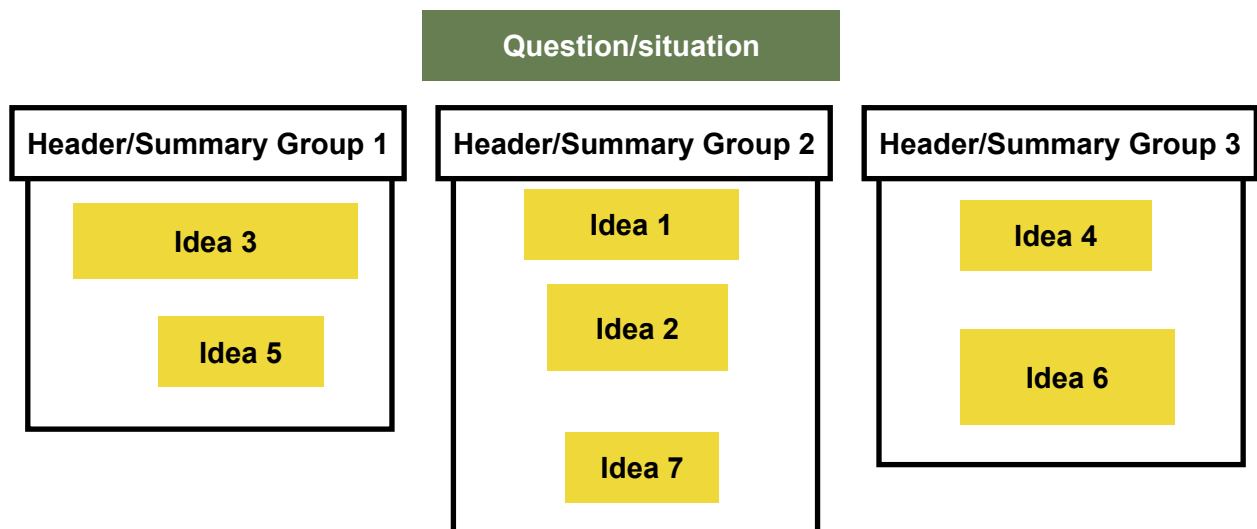 Question/situation
Header/Summary Group 1
Idea 3
Idea 5
Header/Summary Group 2
Idea 1
Idea 2
Idea 7
Header/Summary Group 3
Idea 4
Idea 6